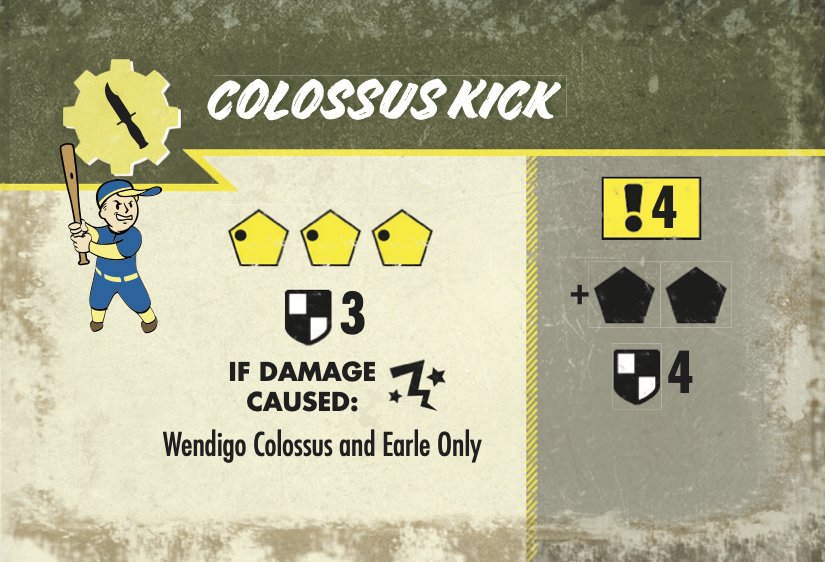 COLOSSUS KICK
3
IF DAMAGE
CAUSED:
Wendigo Colossus and Earle Only
!4
+
4